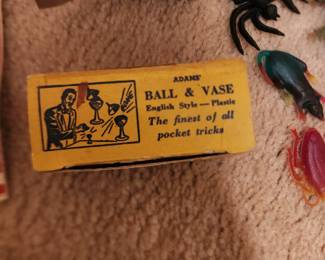 ADAMS'
BALL & VASE
English Style — Plastic
The finest of all
pocket tricks